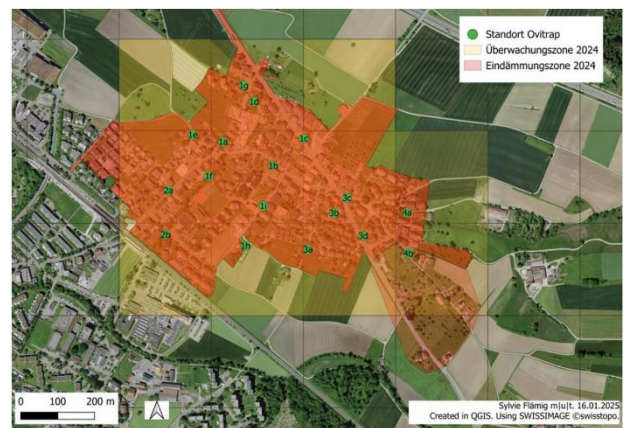 Standort Ovitrap
Überwachungszone 2024
Eindämmungszone 2024
1g
1d
1e
1a
1c
1b
1f
2a
1i
3c
3b
4a
2b
1h
3a
3d
4b
0 100 200 m
Sylvie Flämig m|u|t. 16.01.2025
Created in QGIS. Using SWISSIMAGE ©swisstopo.